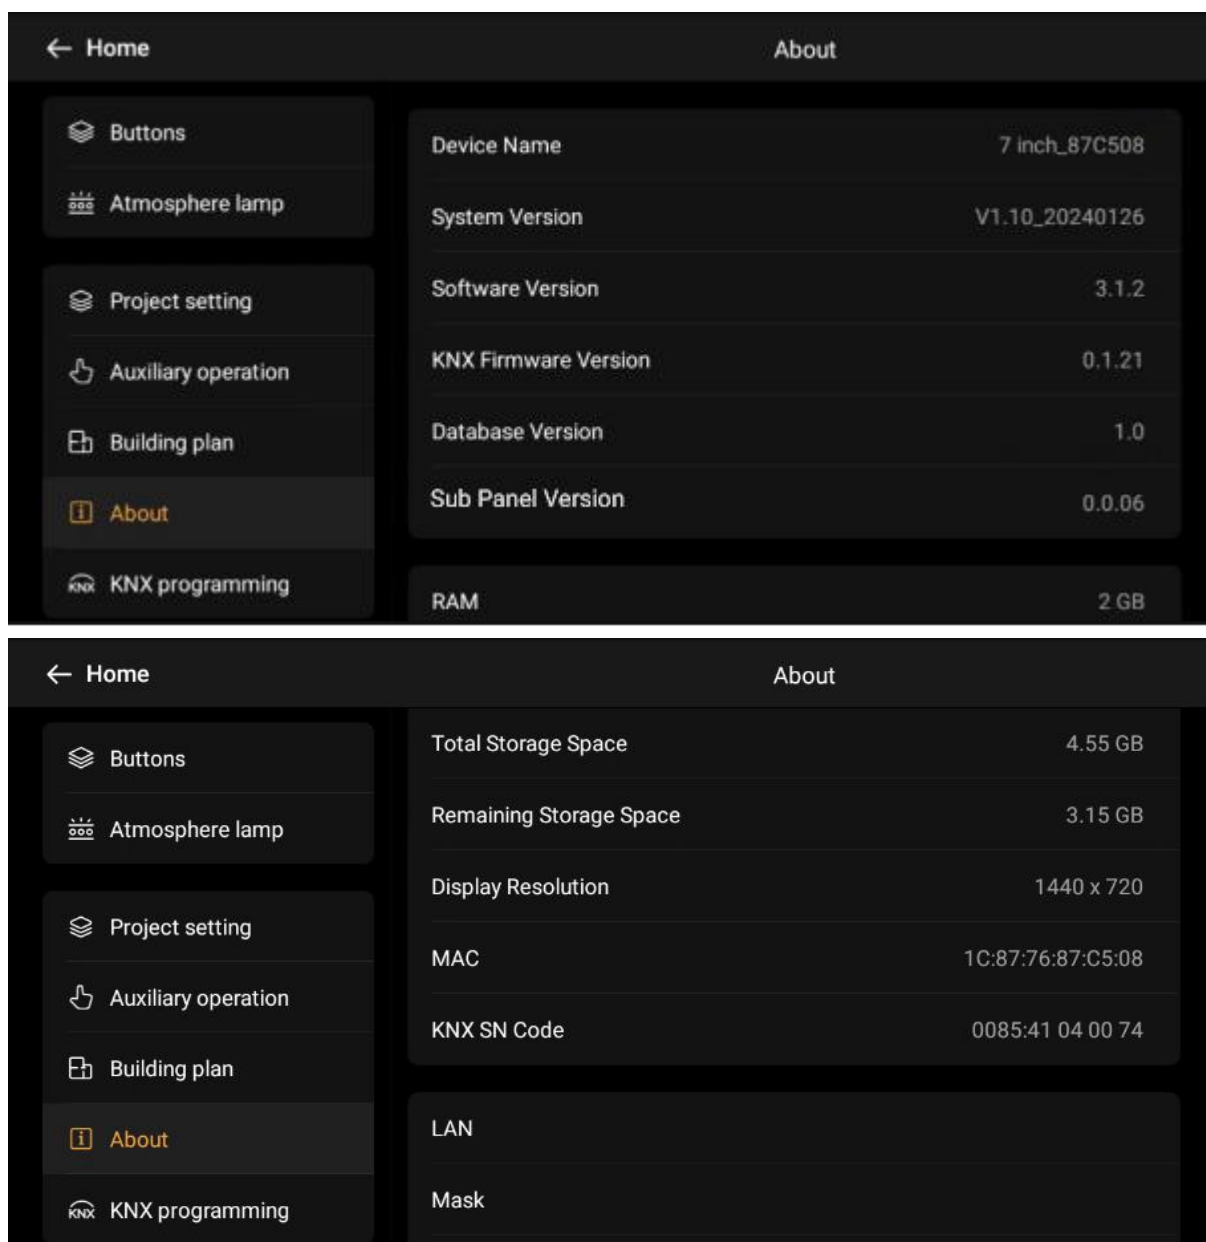 ← Home
About
Buttons
Atmosphere lamp
Project setting
Auxiliary operation
Building plan
About
KNX KNX programming
Device Name 7 inch_87C508
System Version V1.10_20240126
Software Version 3.1.2
KNX Firmware Version 0.1.21
Database Version 1.0
Sub Panel Version 0.0.06
RAM 2 GB
← Home
About
Buttons
Atmosphere lamp
Project setting
Auxiliary operation
Building plan
About
KNX KNX programming
Total Storage Space 4.55 GB
Remaining Storage Space 3.15 GB
Display Resolution 1440 x 720
MAC 1C:87:76:87:C5:08
KNX SN Code 0085:41 04 00 74
LAN
Mask